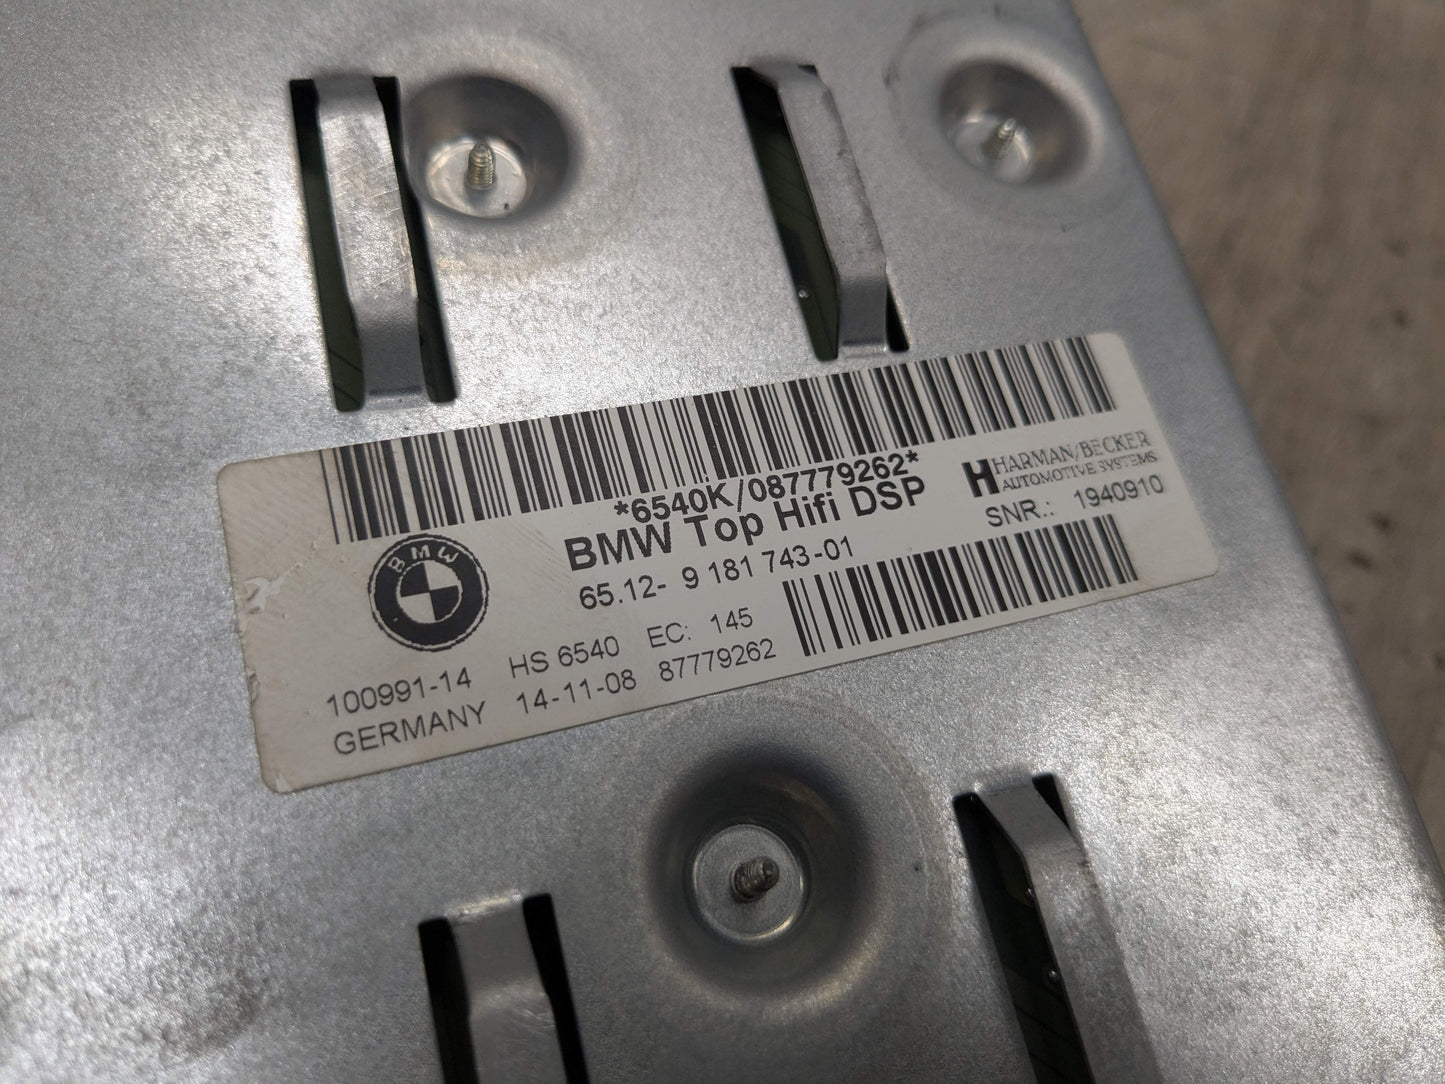 *6540K/087779262*
BMW Top Hifi DSP
65.12- 9 181 743-01
HARMAN/BECKER
AUTOMOTIVE SYSTEMS
SNR.: 1940910
BMW
100991-14 HS 6540 EC: 145
GERMANY 14-11-08 87779262